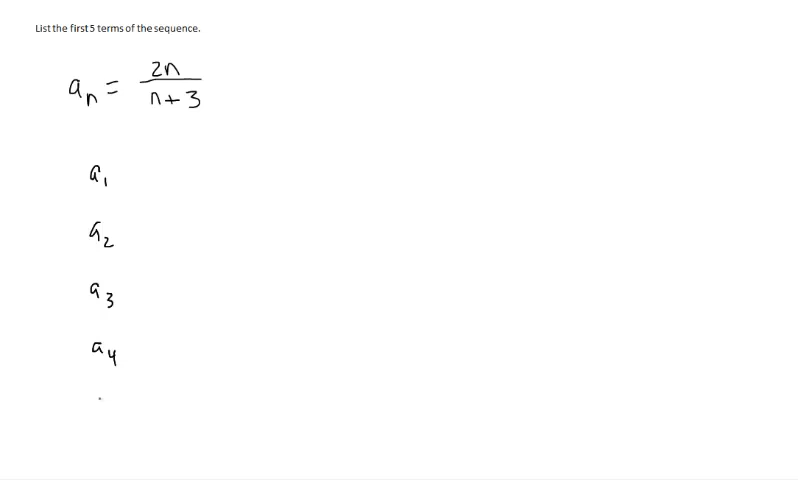 List the first 5 terms of the sequence.
aₙ = 2n / n+3
a₁
a₂
a₃
a₄